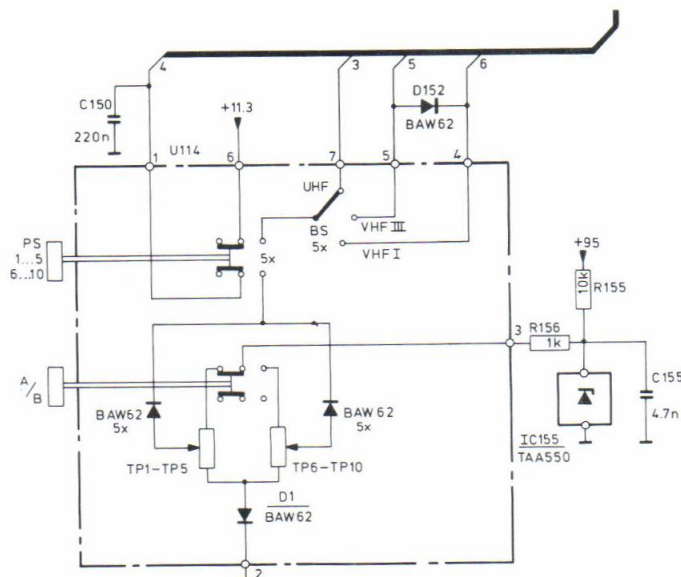 4
3
5
6
D152
BAW62
C150
220n
+11.3
1
U114
6
7
5
4
UHF
BS
5x
VHF III
VHF I
PS
1...5
6...10
5x
+95
10k
R155
3
R156
1k
C155
4.7n
A/B
BAW62
5x
BAW62
5x
TP1-TP5
TP6-TP10
IC155
TAA550
D1
BAW62
2